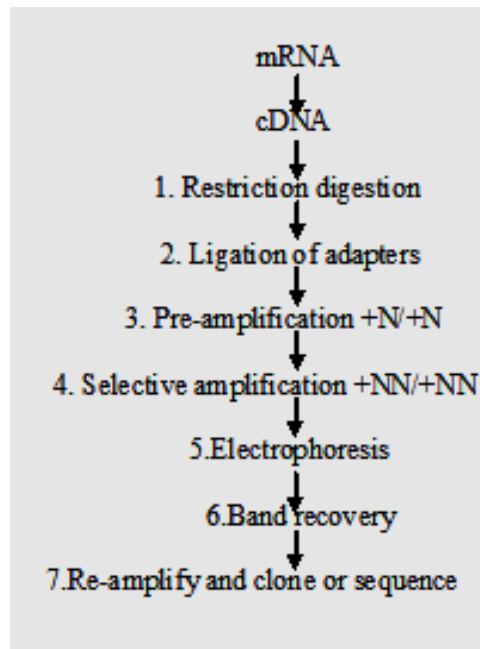 mRNA
cDNA
1. Restriction digestion
2. Ligation of adapters
3. Pre-amplification +N/+N
4. Selective amplification +NN/+NN
5.Electrophoresis
6.Band recovery
7.Re-amplify and clone or sequence